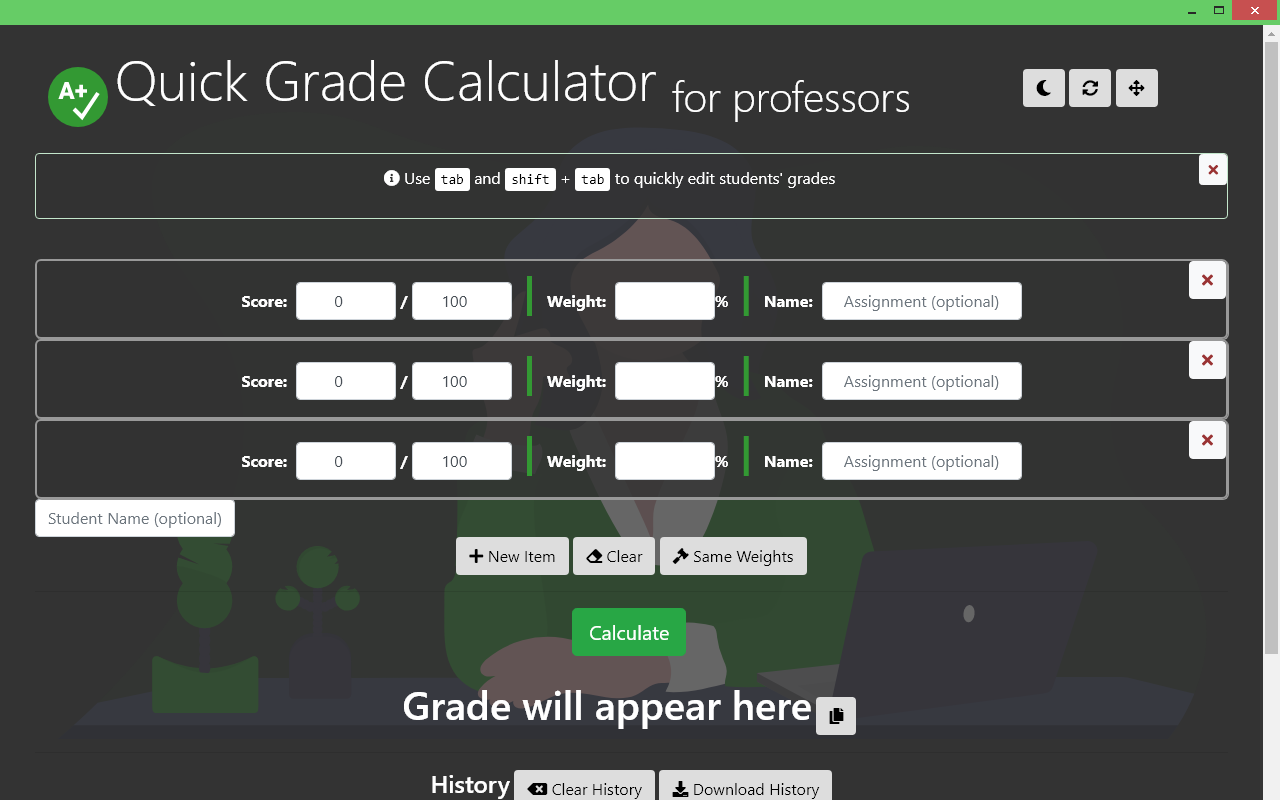 A+ Quick Grade Calculator for professors
Use tab and shift + tab to quickly edit students' grades
Score: 0 / 100 Weight: % Name: Assignment (optional)
Score: 0 / 100 Weight: % Name: Assignment (optional)
Score: 0 / 100 Weight: % Name: Assignment (optional)
Student Name (optional)
New Item Clear Same Weights
Calculate
Grade will appear here
History Clear History Download History